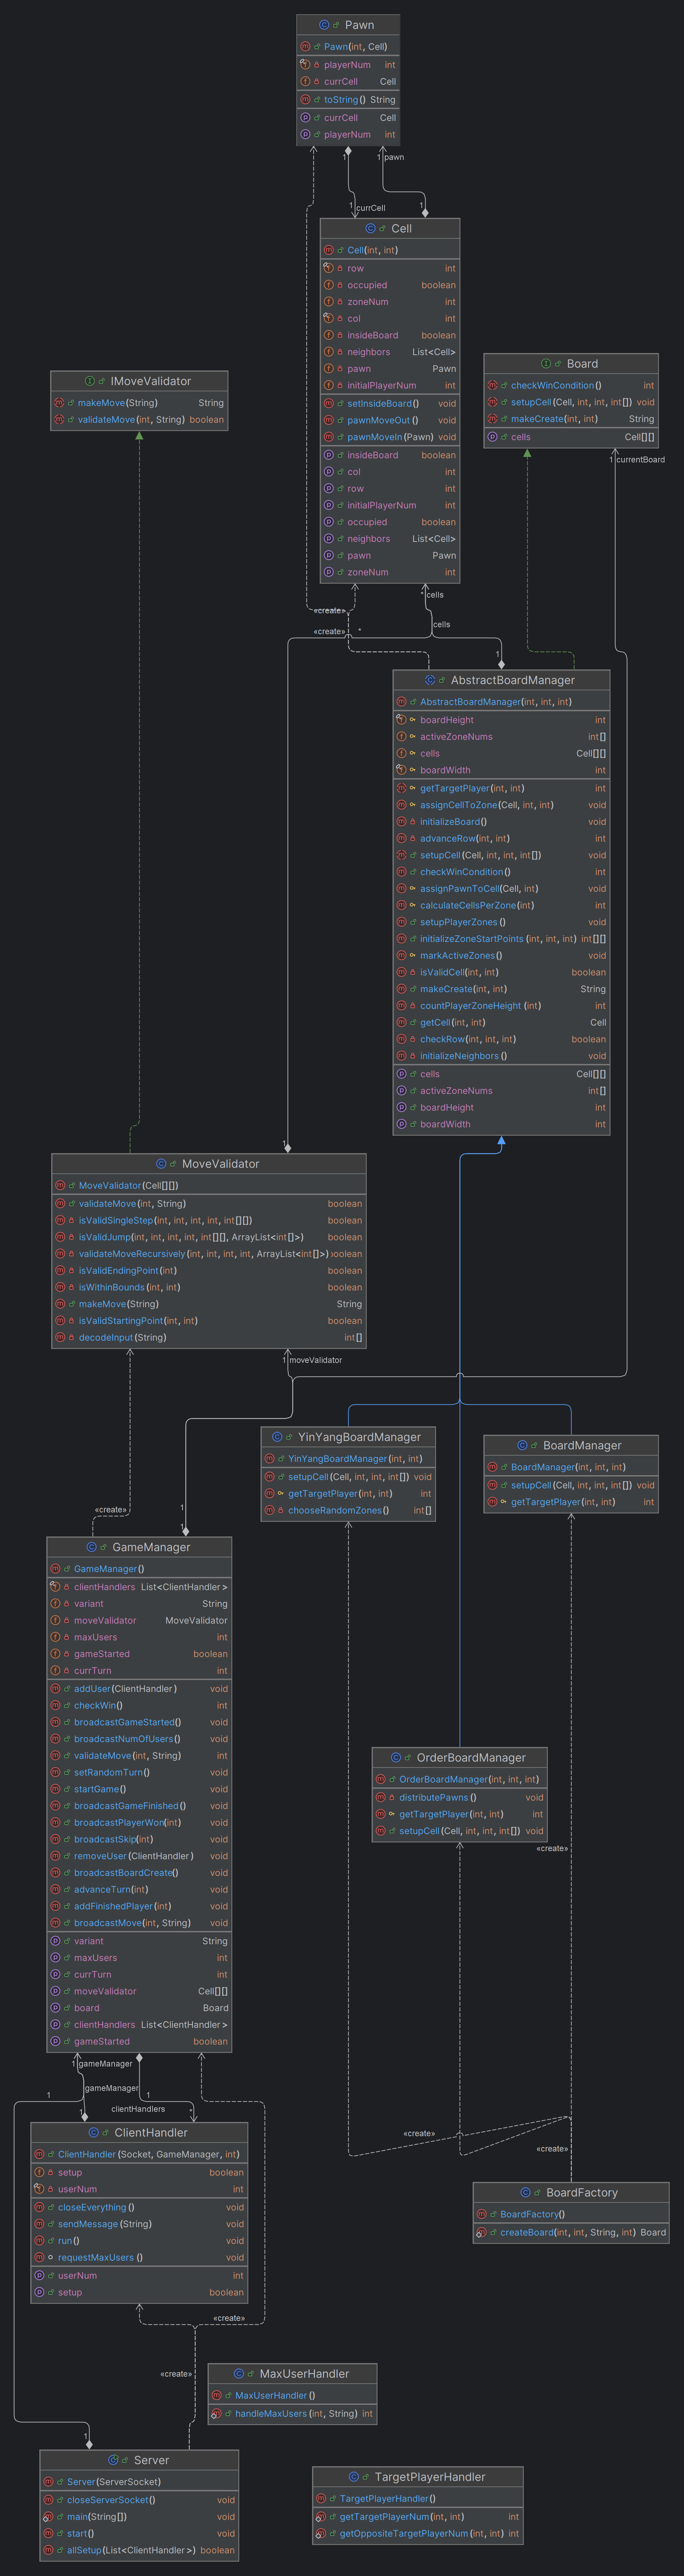 Pawn
Pawn(int, Cell)
playerNum int
currCell Cell
toString() String
currCell Cell
playerNum int
1
1 pawn
1
currCell
1
Cell
Cell(int, int)
row int
occupied boolean
zoneNum int
col int
insideBoard boolean
neighbors List<Cell>
pawn Pawn
initialPlayerNum int
setInsideBoard() void
pawnMoveOut() void
pawnMoveIn(Pawn) void
insideBoard boolean
col int
row int
initialPlayerNum int
occupied boolean
neighbors List<Cell>
pawn Pawn
zoneNum int
IMoveValidator
makeMove(String) String
validateMove(int, String) boolean
Board
checkWinCondition() int
setupCell(Cell, int, int, int[]) void
makeCreate(int, int) String
cells Cell[][]
1 currentBoard
* cells
«create»
cells
«create»
*
1
AbstractBoardManager
AbstractBoardManager(int, int, int)
boardHeight int
activeZoneNums int[]
cells Cell[][]
boardWidth int
getTargetPlayer(int, int) int
assignCellToZone(Cell, int, int) void
initializeBoard() void
advanceRow(int, int) int
setupCell(Cell, int, int, int[]) void
checkWinCondition() int
assignPawnToCell(Cell, int) void
calculateCellsPerZone(int) int
setupPlayerZones() void
initializeZoneStartPoints(int, int, int) int[][]
markActiveZones() void
isValidCell(int, int) boolean
makeCreate(int, int) String
countPlayerZoneHeight(int) int
getCell(int, int) Cell
checkRow(int, int, int) boolean
initializeNeighbors() void
cells Cell[][]
activeZoneNums int[]
boardHeight int
boardWidth int
1
MoveValidator
MoveValidator(Cell[][])
validateMove(int, String) boolean
isValidSingleStep(int, int, int, int, int[][]) boolean
isValidJump(int, int, int, int, int[][], ArrayList<int[]>) boolean
validateMoveRecursively(int, int, int, int, ArrayList<int[]>) boolean
isValidEndingPoint(int) boolean
isWithinBounds(int, int) boolean
makeMove(String) String
isValidStartingPoint(int, int) boolean
decodeInput(String) int[]
1 moveValidator
YinYangBoardManager
YinYangBoardManager(int, int)
setupCell(Cell, int, int, int[]) void
getTargetPlayer(int, int) int
chooseRandomZones() int[]
BoardManager
BoardManager(int, int, int)
setupCell(Cell, int, int, int[]) void
getTargetPlayer(int, int) int
«create»
1
1
GameManager
GameManager()
clientHandlers List<ClientHandler>
variant String
moveValidator MoveValidator
maxUsers int
gameStarted boolean
currTurn int
addUser(ClientHandler) void
checkWin() int
broadcastGameStarted() void
broadcastNumOfUsers() void
validateMove(int, String) int
setRandomTurn() void
startGame() void
broadcastGameFinished() void
broadcastPlayerWon(int) void
broadcastSkip(int) void
removeUser(ClientHandler) void
broadcastBoardCreate() void
advanceTurn(int) void
addFinishedPlayer(int) void
broadcastMove(int, String) void
variant String
maxUsers int
currTurn int
moveValidator Cell[][]
board Board
clientHandlers List<ClientHandler>
gameStarted boolean
OrderBoardManager
OrderBoardManager(int, int, int)
distributePawns() void
getTargetPlayer(int, int) int
setupCell(Cell, int, int, int[]) void
«create»
1 gameManager
gameManager
1
1
clientHandlers
1
*
ClientHandler
ClientHandler(Socket, GameManager, int)
setup boolean
userNum int
closeEverything() void
sendMessage(String) void
run() void
requestMaxUsers() void
userNum int
setup boolean
«create»
«create»
BoardFactory
BoardFactory()
createBoard(int, int, String, int) Board
«create»
«create»
MaxUserHandler
MaxUserHandler()
handleMaxUsers(int, String) int
1
Server
Server(ServerSocket)
closeServerSocket() void
main(String[]) void
start() void
allSetup(List<ClientHandler>) boolean
TargetPlayerHandler
TargetPlayerHandler()
getTargetPlayerNum(int, int) int
getOppositeTargetPlayerNum(int, int) int